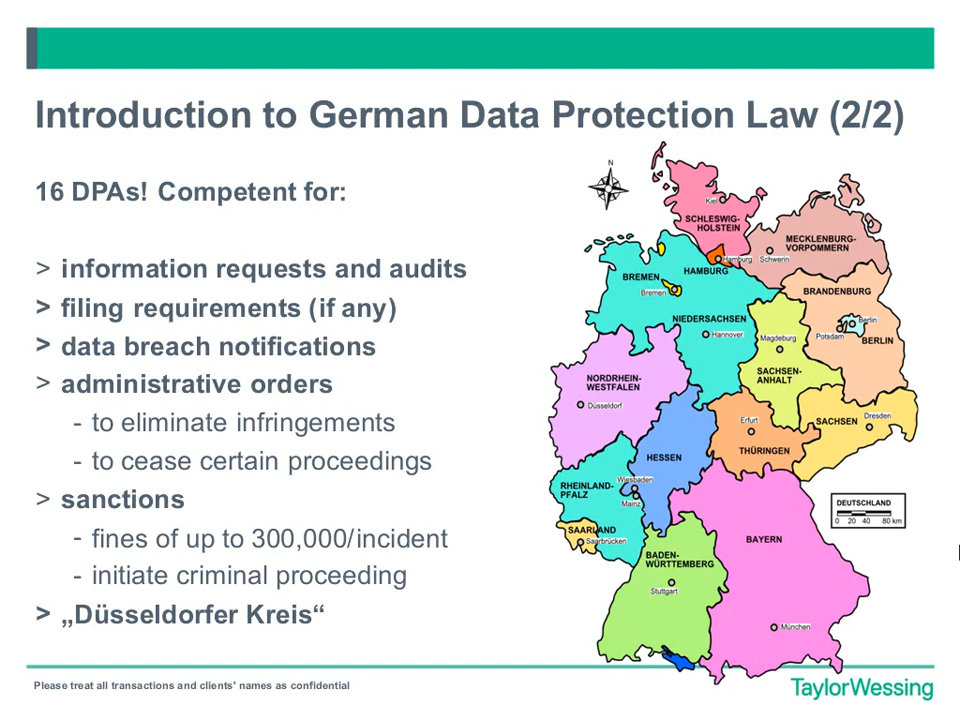 Introduction to German Data Protection Law (2/2)
16 DPAs! Competent for:
> information requests and audits
> filing requirements (if any)
> data breach notifications
> administrative orders
- to eliminate infringements
- to cease certain proceedings
> sanctions
- fines of up to 300,000/incident
- initiate criminal proceeding
> „Düsseldorfer Kreis“
N
Kiel
SCHLESWIG-
HOLSTEIN
MECKLENBURG-
VORPOMMERN
Hamburg
Schwerin
HAMBURG
BREMEN
Bremen
BRANDENBURG
NIEDERSACHSEN
Hannover
Berlin
Potsdam
BERLIN
Magdeburg
SACHSEN-
ANHALT
NORDRHEIN-
WESTFALEN
Düsseldorf
Erfurt
Dresden
SACHSEN
THÜRINGEN
HESSEN
Wiesbaden
Mainz
RHEINLAND-
PFALZ
SAARLAND
Saarbrücken
DEUTSCHLAND
0 20 40 80 km
BAYERN
BADEN-
WÜRTTEMBERG
Stuttgart
München
Please treat all transactions and clients' names as confidential
TaylorWessing